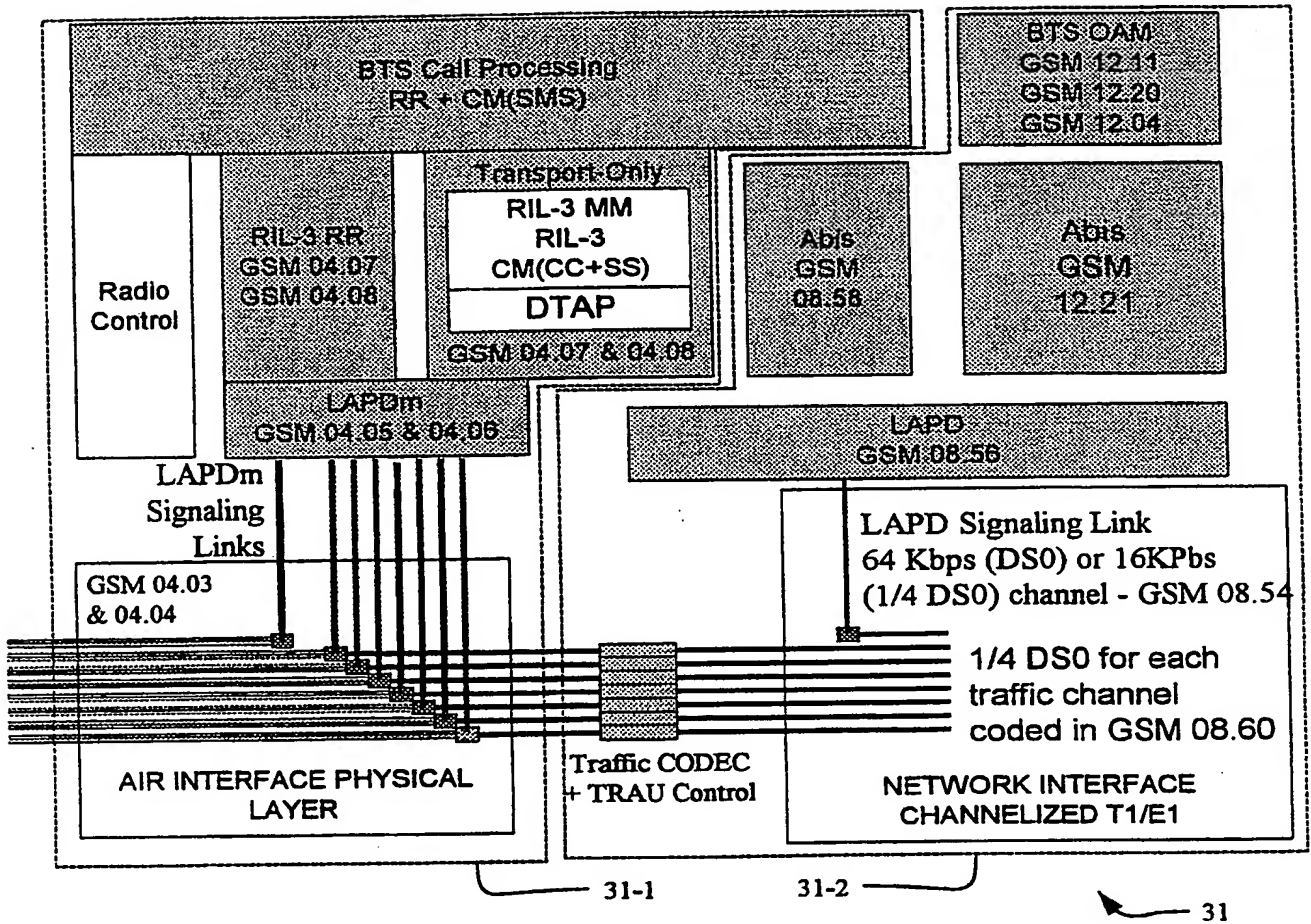 BTS Call Processing
RR + CM(SMS)
BTS OAM
GSM 12.11
GSM 12.20
GSM 12.04
Radio
Control
RIL-3 RR
GSM 04.07
GSM 04.08
Transport-Only
RIL-3 MM
RIL-3
CM(CC+SS)
DTAP
GSM 04.07 & 04.08
Abis
GSM
08.58
Abis
GSM
12.21
LAPDm
GSM 04.05 & 04.06
LAPD
GSM 08.56
LAPDm
Signaling
Links
LAPD Signaling Link
64 Kbps (DS0) or 16KPbs
(1/4 DS0) channel - GSM 08.54
GSM 04.03
& 04.04
1/4 DS0 for each
traffic channel
coded in GSM 08.60
AIR INTERFACE PHYSICAL
LAYER
Traffic CODEC
+ TRAU Control
NETWORK INTERFACE
CHANNELIZED T1/E1
31-1
31-2
31